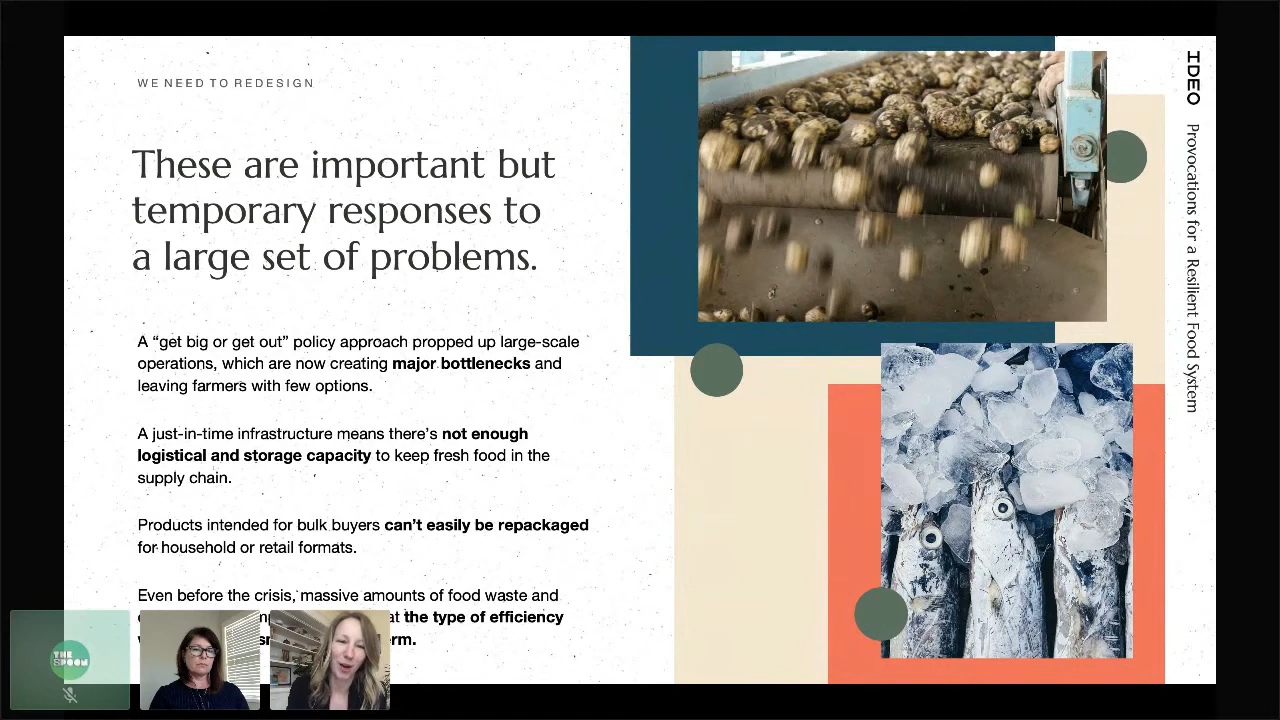 WE NEED TO REDESIGN
These are important but
temporary responses to
a large set of problems.
A “get big or get out” policy approach propped up large-scale
operations, which are now creating major bottlenecks and
leaving farmers with few options.
A just-in-time infrastructure means there’s not enough
logistical and storage capacity to keep fresh food in the
supply chain.
Products intended for bulk buyers can’t easily be repackaged
for household or retail formats.
Even before the crisis, massive amounts of food waste and
the type of efficiency
IDEO
Provocations for a Resilient Food System
THE
SPOON